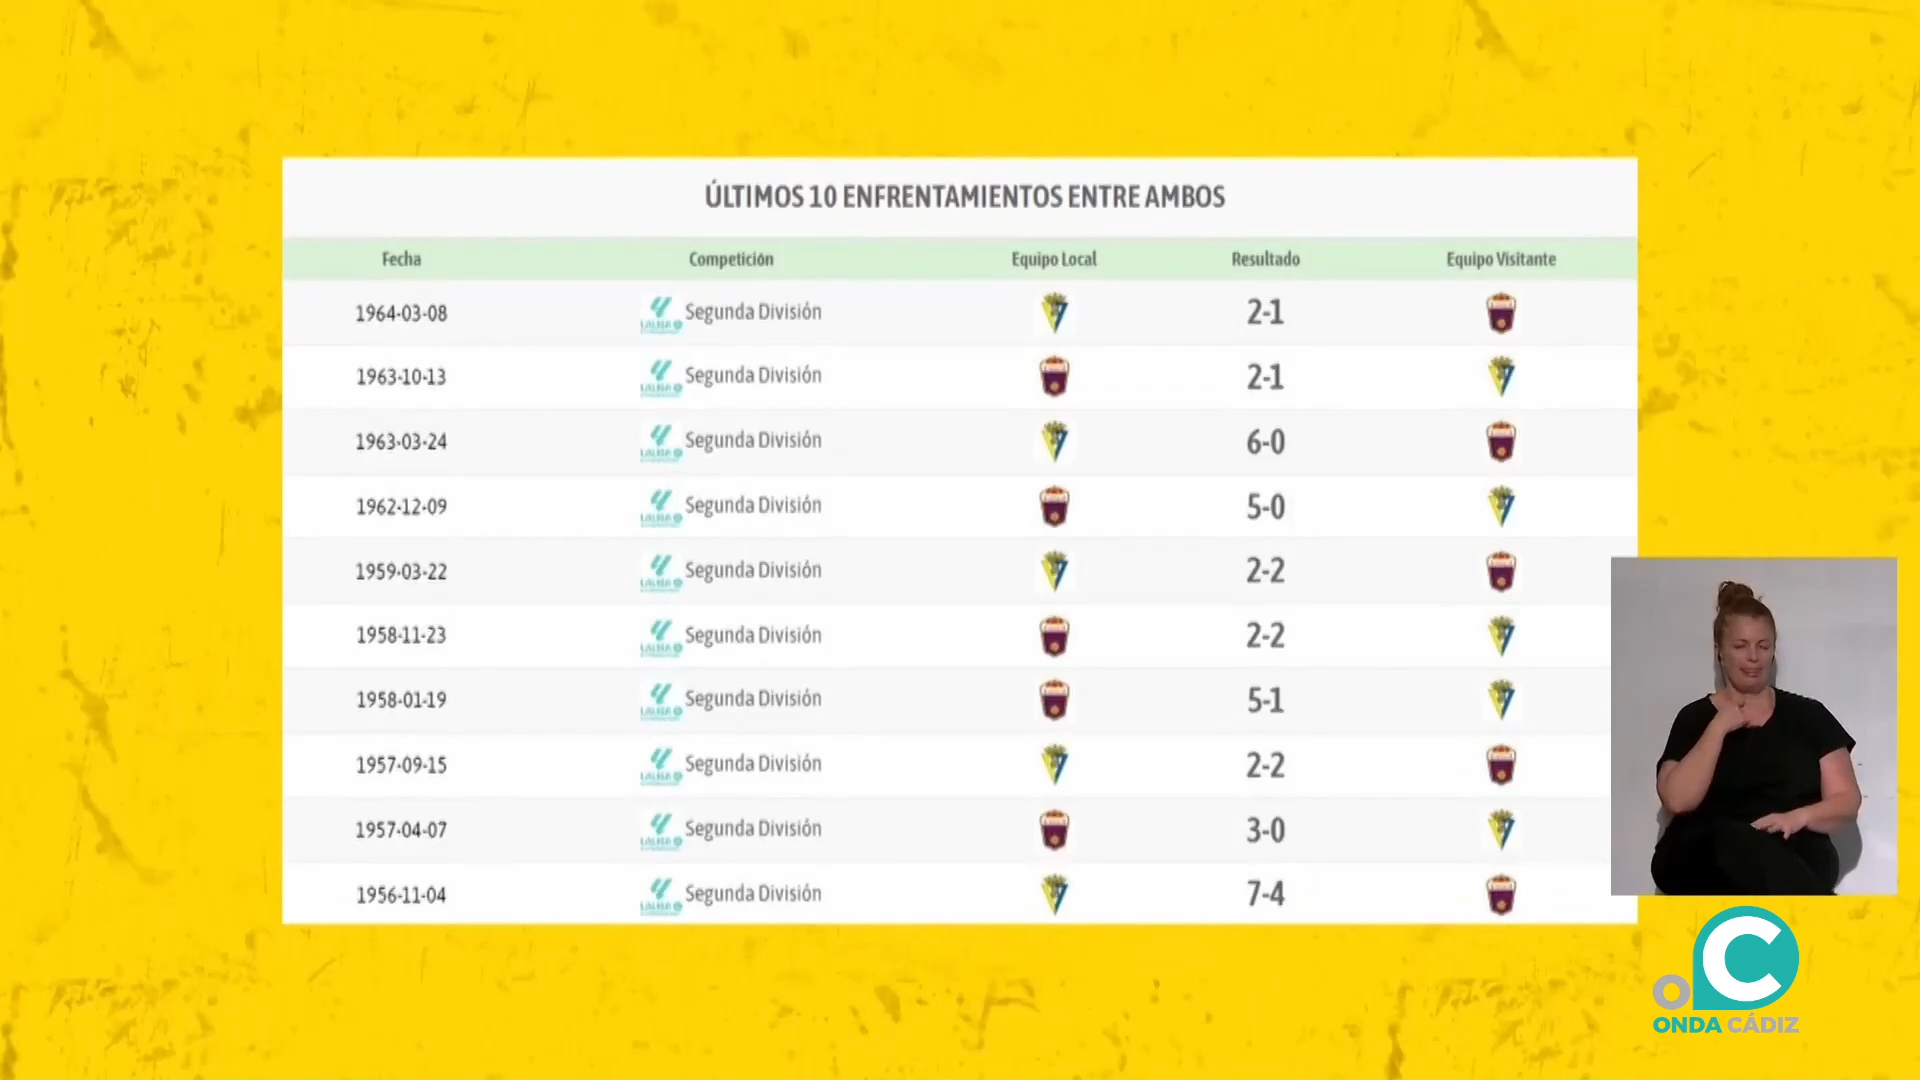 ÚLTIMOS 10 ENFRENTAMIENTOS ENTRE AMBOS
Fecha Competición Equipo Local Resultado Equipo Visitante
1964-03-08 Segunda División 2-1
1963-10-13 Segunda División 2-1
1963-03-24 Segunda División 6-0
1962-12-09 Segunda División 5-0
1959-03-22 Segunda División 2-2
1958-11-23 Segunda División 2-2
1958-01-19 Segunda División 5-1
1957-09-15 Segunda División 2-2
1957-04-07 Segunda División 3-0
1956-11-04 Segunda División 7-4
OC
ONDA CÁDIZ